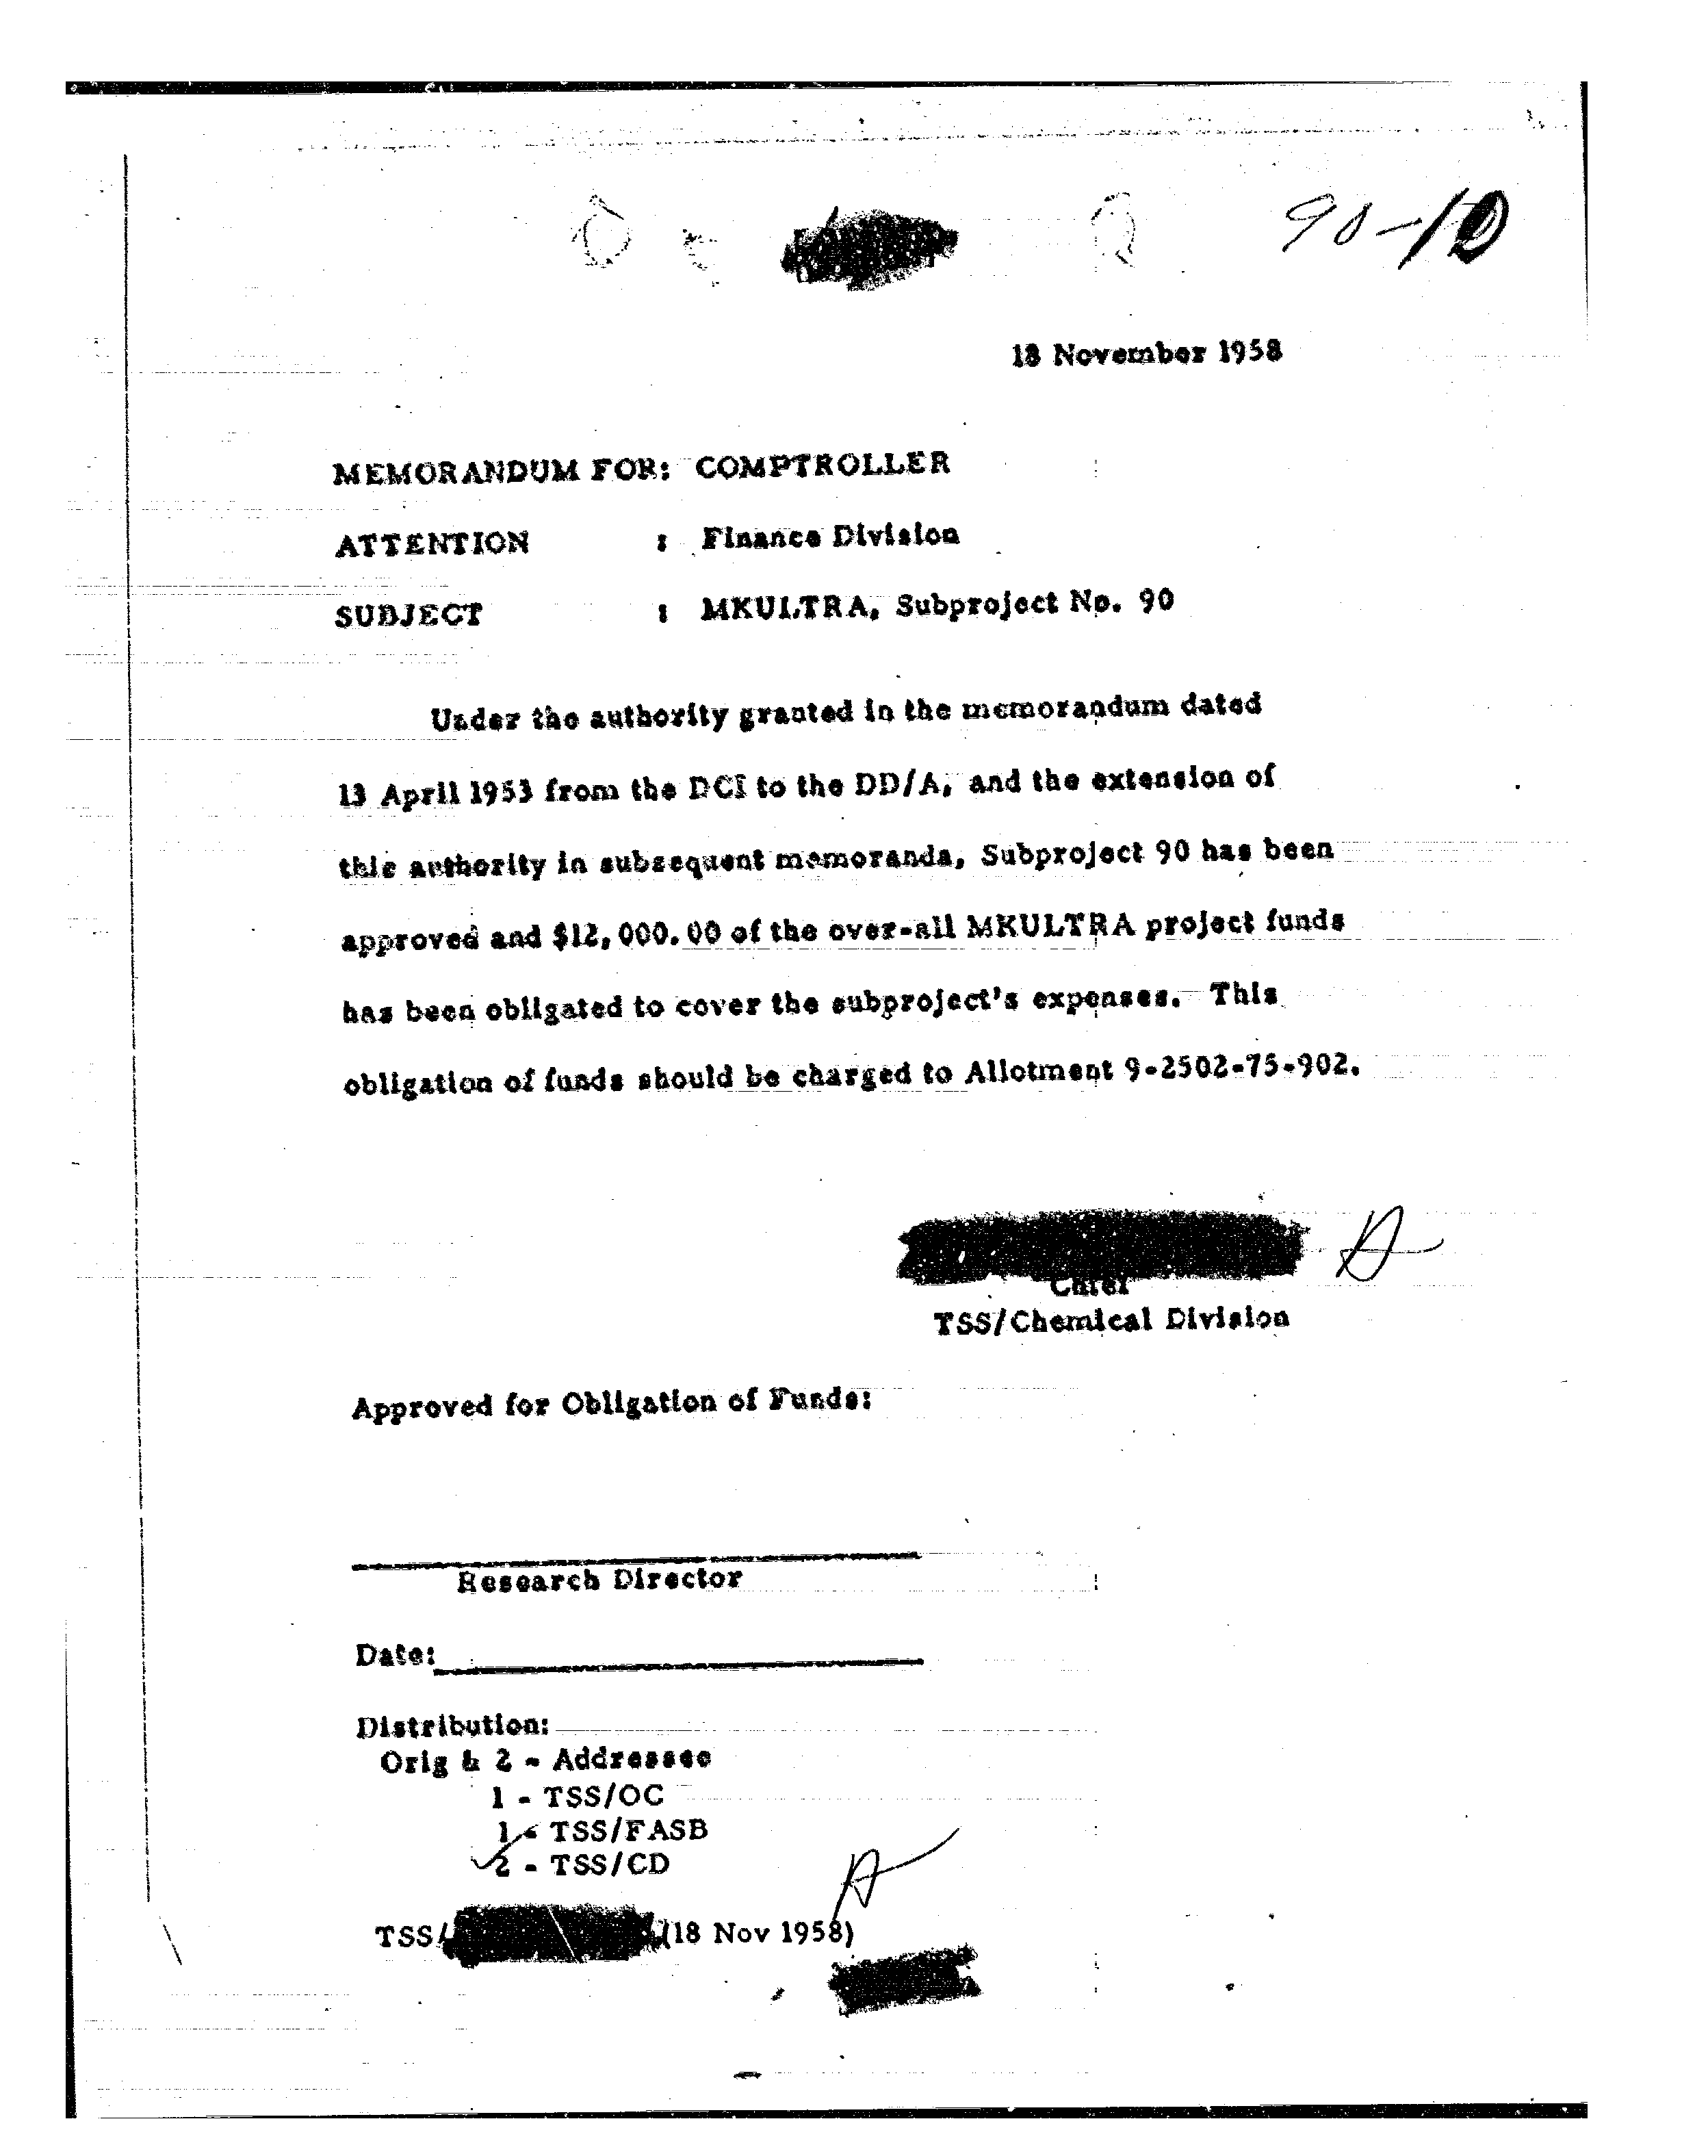 90-10
18 November 1958
MEMORANDUM FOR: COMPTROLLER
ATTENTION : Finance Division
SUBJECT : MKULTRA, Subproject No. 90
Under the authority granted in the memorandum dated
13 April 1953 from the DCI to the DD/A, and the extension of
this authority in subsequent memoranda, Subproject 90 has been
approved and $12,000.00 of the over-all MKULTRA project funds
has been obligated to cover the subproject's expenses. This
obligation of funds should be charged to Allotment 9-2502-75-902.
A
Chief
TSS/Chemical Division
Approved for Obligation of Funds:
Research Director
Date:
Distribution:
Orig & 2 - Addressee
1 - TSS/OC
1 - TSS/FASB
2 - TSS/CD
A
TSS/ (18 Nov 1958)